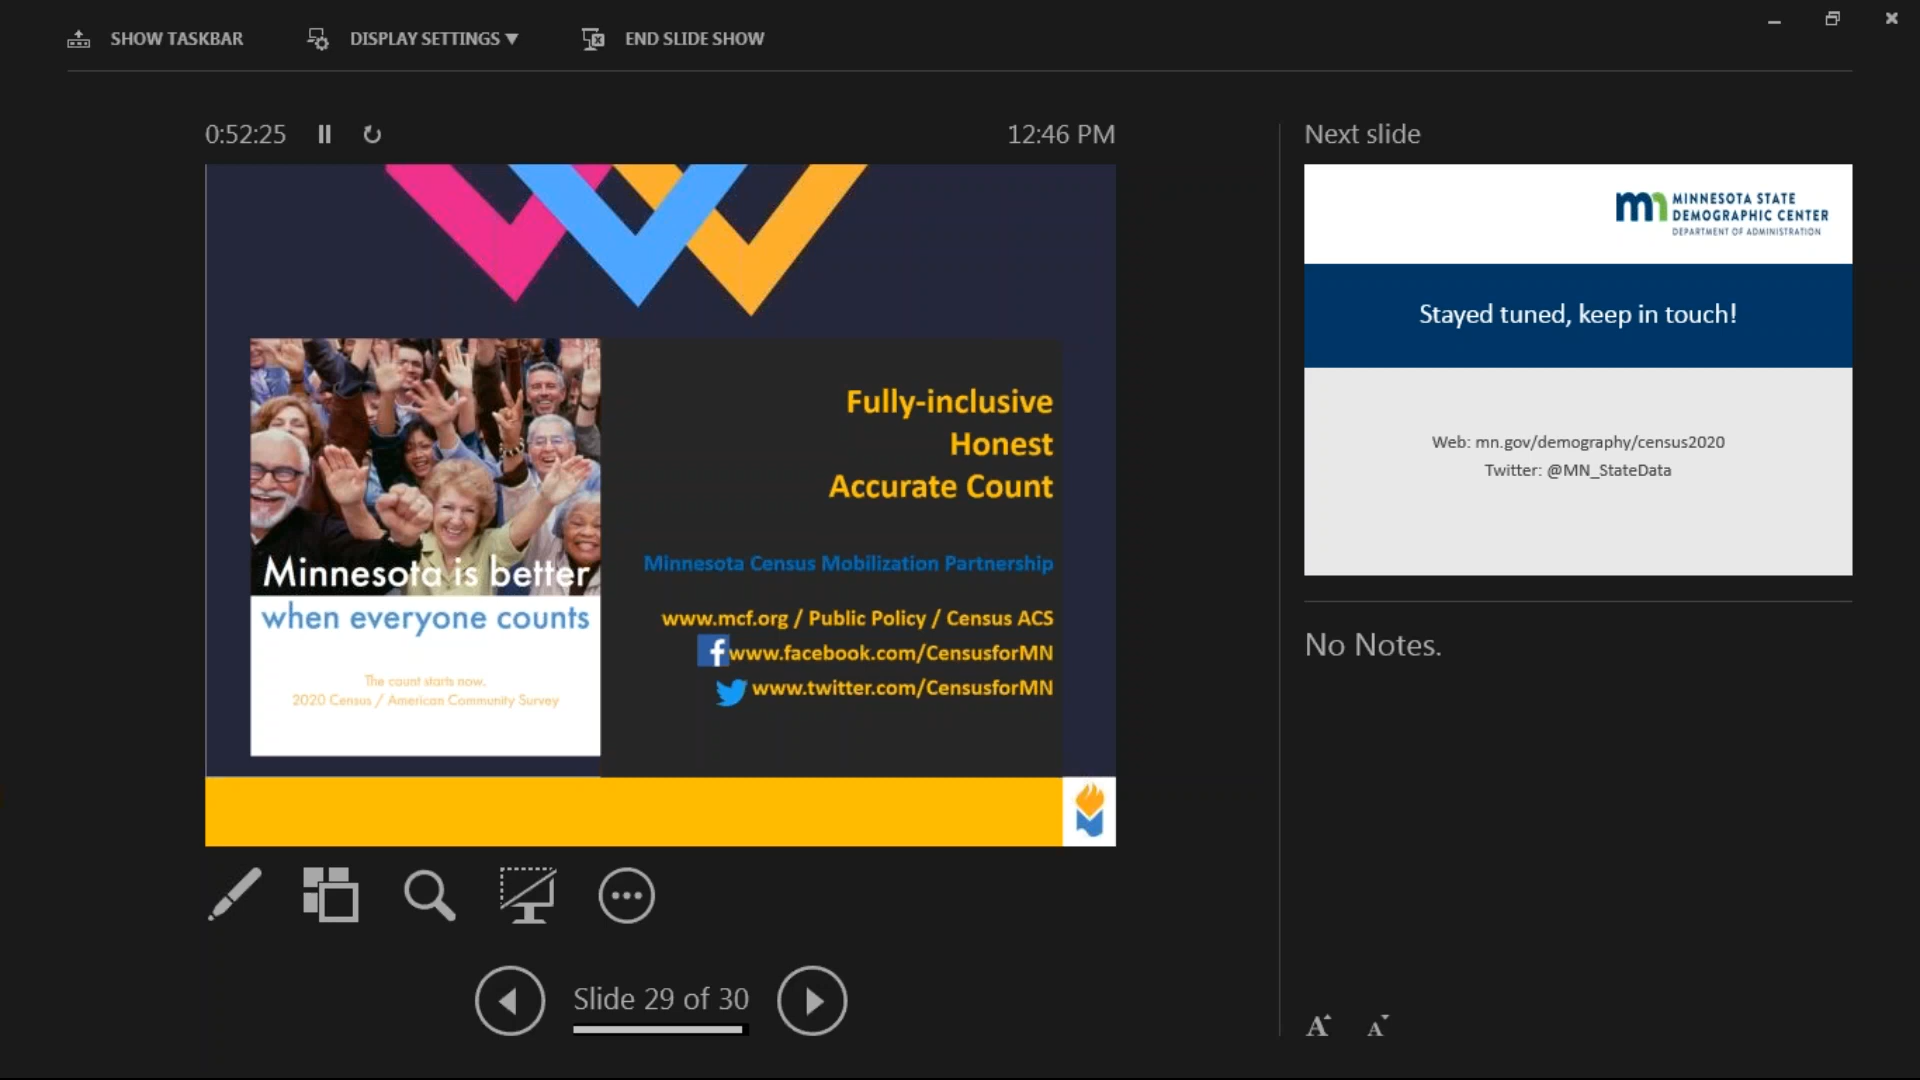 SHOW TASKBAR
DISPLAY SETTINGS ▼
END SLIDE SHOW
0:52:25
12:46 PM
Fully-inclusive
Honest
Accurate Count
Minnesota is better
when everyone counts
The count starts now.
2020 Census / American Community Survey
Minnesota Census Mobilization Partnership
www.mcf.org / Public Policy / Census ACS
www.facebook.com/CensusforMN
www.twitter.com/CensusforMN
Slide 29 of 30
Next slide
mn MINNESOTA STATE
DEMOGRAPHIC CENTER
DEPARTMENT OF ADMINISTRATION
Stayed tuned, keep in touch!
Web: mn.gov/demography/census2020
Twitter: @MN_StateData
No Notes.
A A